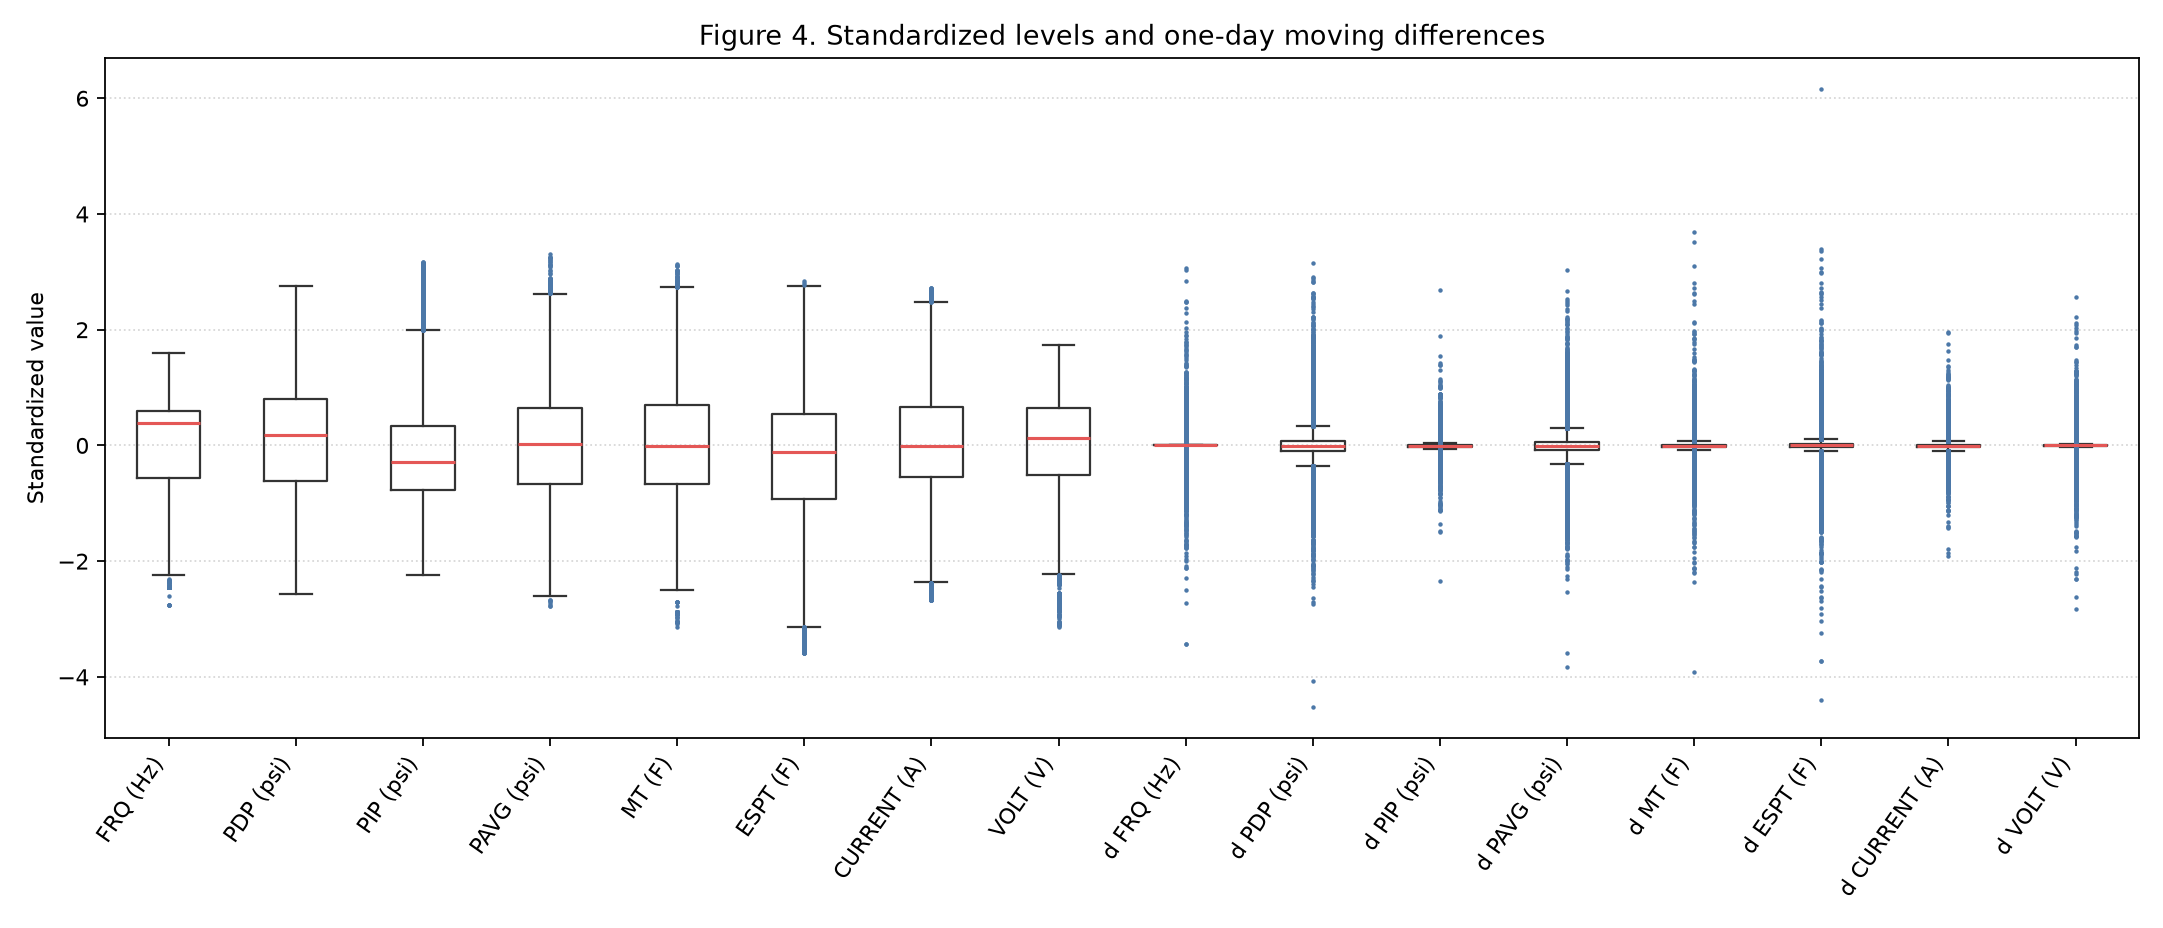 Figure 4. Standardized levels and one-day moving differences
Standardized value
6
4
2
0
−2
−4
FRQ (Hz)
PDP (psi)
PIP (psi)
PAVG (psi)
MT (F)
ESPT (F)
CURRENT (A)
VOLT (V)
d FRQ (Hz)
d PDP (psi)
d PIP (psi)
d PAVG (psi)
d MT (F)
d ESPT (F)
d CURRENT (A)
d VOLT (V)